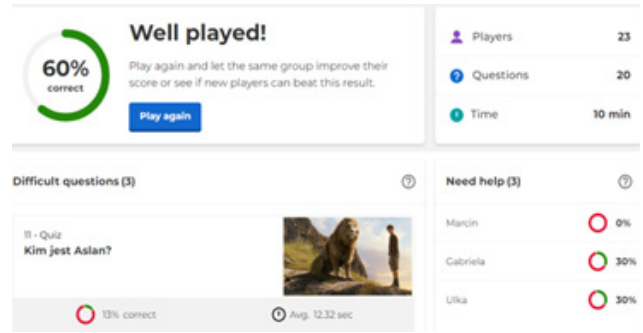 60%
correct
Well played!
Play again and let the same group improve their
score or see if new players can beat this result.
Play again
Players 23
Questions 20
Time 10 min
Difficult questions (3)
11 - Quiz
Kim jest Aslan?
13% correct
Avg. 12.32 sec
Need help (3)
Marcin 0%
Gabriela 30%
Ulka 30%